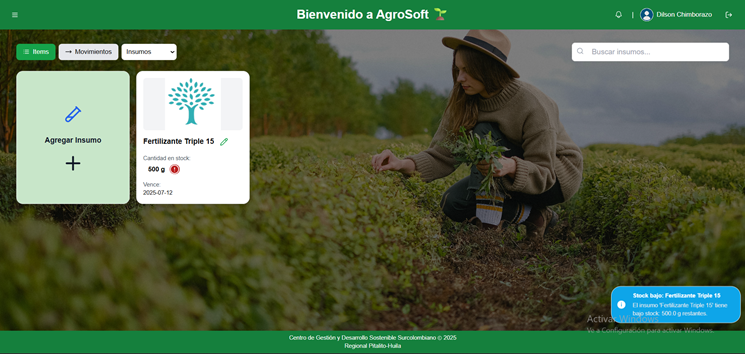 Bienvenido a AgroSoft
Dilson Chimborazo
Items
Movimientos
Insumos
Buscar insumos...
Agregar Insumo
Fertilizante Triple 15
Cantidad en stock:
500 g
Vence:
2025-07-12
Stock bajo: Fertilizante Triple 15
El insumo 'Fertilizante Triple 15' tiene
bajo stock: 500.0 g restantes.
Activar Windows
Ve a Configuración para activar Windows.
Centro de Gestión y Desarrollo Sostenible Surcolombiano © 2025
Regional Pitalito-Huila